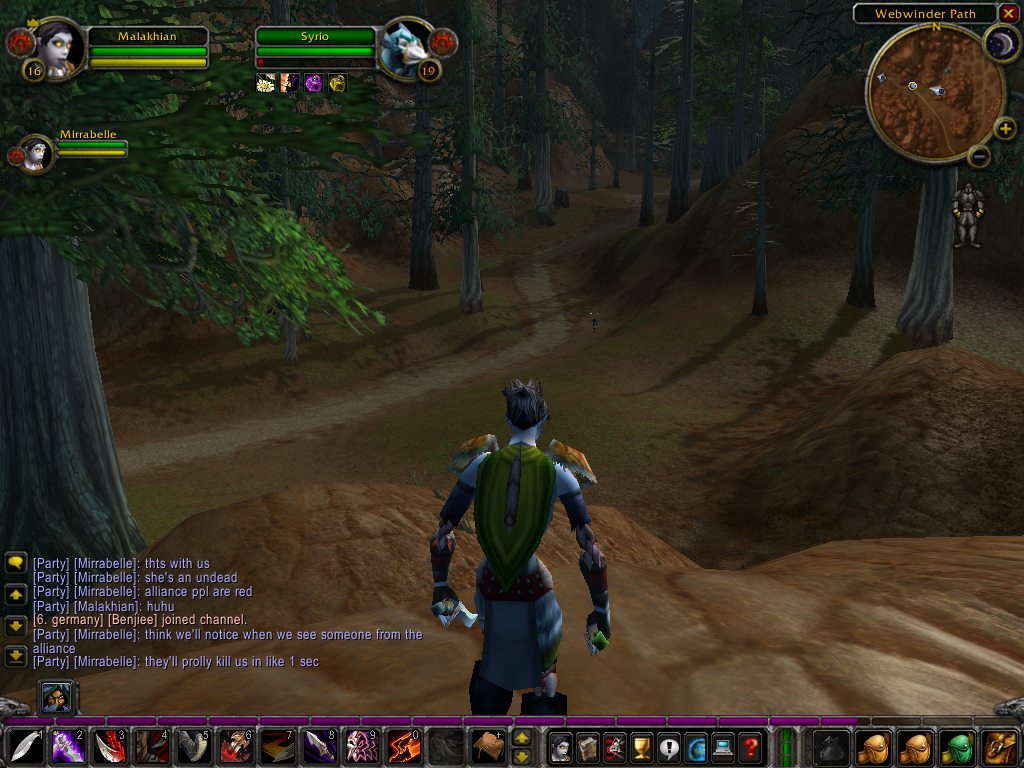 Malakhian
16
Syrio
19
Webwinder Path
N
Mirrabelle
[Party] [Mirrabelle]: thts with us
[Party] [Mirrabelle]: she's an undead
[Party] [Mirrabelle]: alliance ppl are red
[Party] [Malakhian]: huhu
[6. germany] [Benjiee] joined channel.
[Party] [Mirrabelle]: think we'll notice when we see someone from the
alliance
[Party] [Mirrabelle]: they'll prolly kill us in like 1 sec
1 2 3 4 5 6 7 8 9 0 +